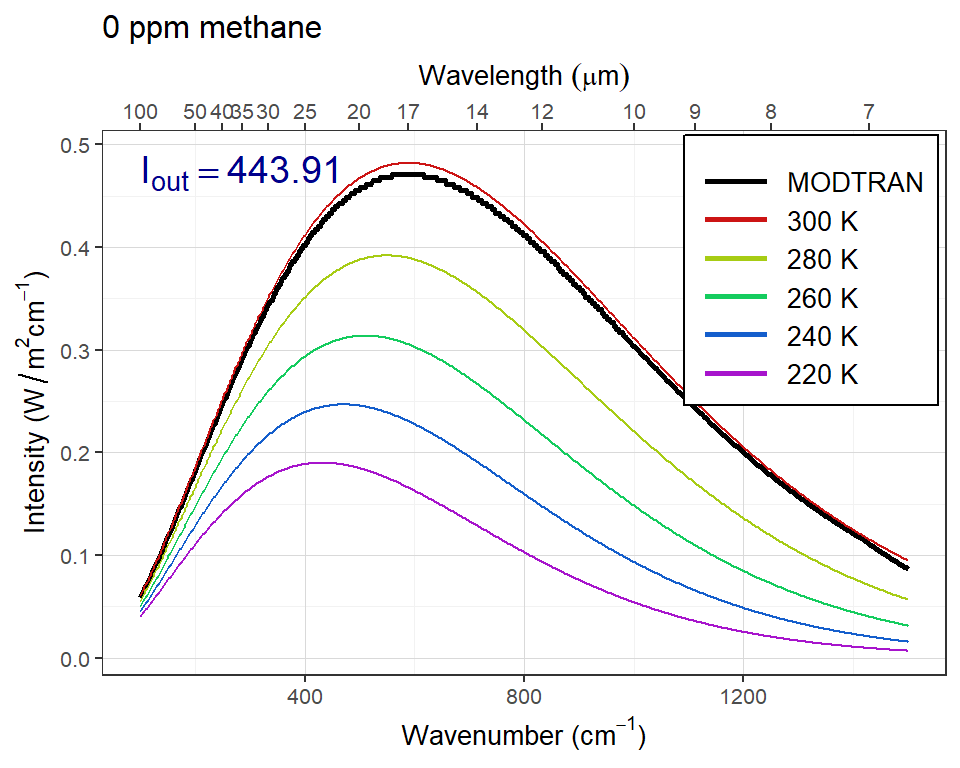 0 ppm methane
Wavelength (μm)
100 50 40 35 30 25 20 17 14 12 10 9 8 7
I_out = 443.91
MODTRAN
300 K
280 K
260 K
240 K
220 K
0.5
0.4
0.3
0.2
0.1
0.0
Intensity (W / m²cm⁻¹)
400 800 1200
Wavenumber (cm⁻¹)